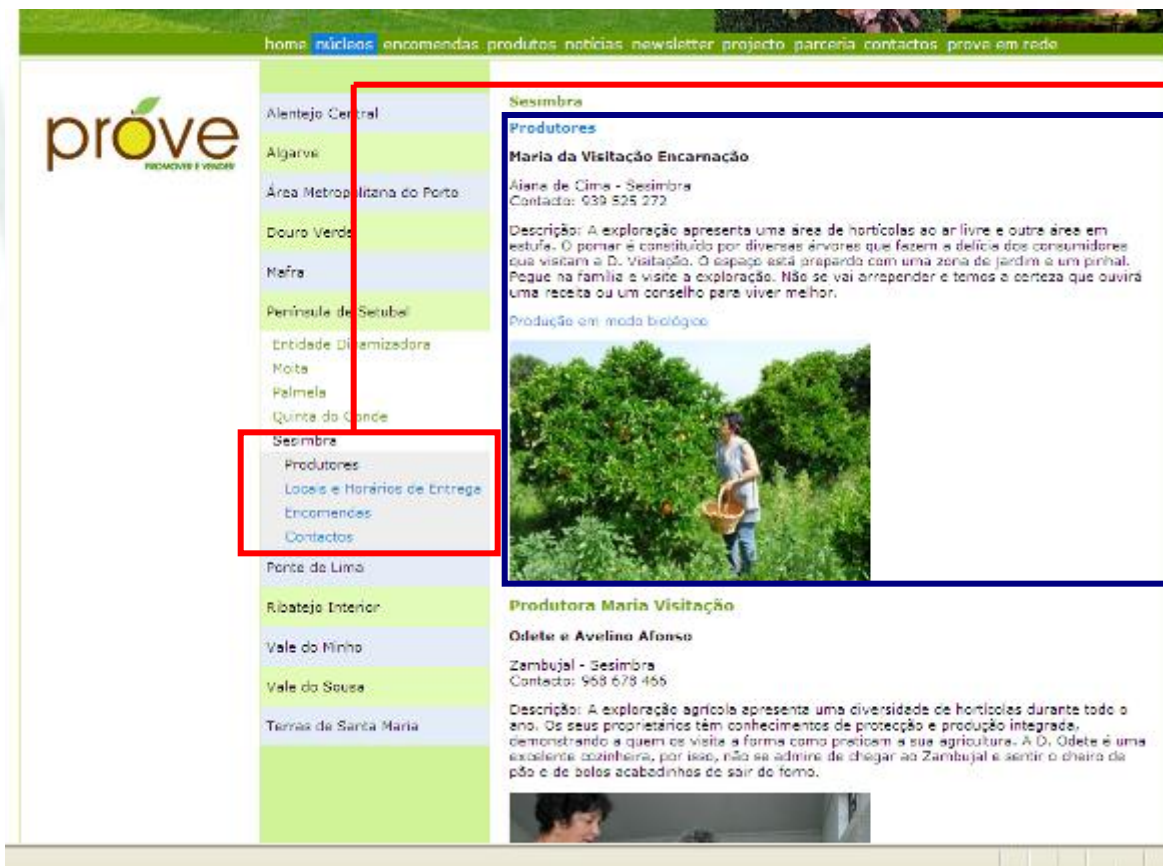 home núcleos encomendas produtos notícias newsletter projecto parceria contactos prove em rede
prove
PROMOVER E VENDER
Alentejo Central
Algarve
Área Metropolitana do Porto
Douro Verde
Mafra
Península de Setubal
Entidade Dinamizadora
Moita
Palmela
Quinta do Conde
Sesimbra
Produtores
Locais e Horários de Entrega
Encomendas
Contactos
Ponte de Lima
Ribatejo Interior
Vale do Minho
Vale do Sousa
Terras de Santa Maria
Sesimbra
Produtores
Maria da Visitação Encarnação
Aiana de Cima - Sesimbra
Contacto: 939 525 272
Descrição: A exploração apresenta uma área de hortícolas ao ar livre e outra área em
estufa. O pomar é constituído por diversas árvores que fazem a delícia dos consumidores
que visitam a D. Visitação. O espaço está prepardo com uma zona de jardim e um pinhal.
Pegue na família e visite a exploração. Não se vai arrepender e temos a certeza que ouvirá
uma receita ou um conselho para viver melhor.
Produção em modo biológico
Produtora Maria Visitação
Odete e Avelino Afonso
Zambujal - Sesimbra
Contacto: 968 678 466
Descrição: A exploração agrícola apresenta uma diversidade de hortícolas durante todo o
ano. Os seus proprietários têm conhecimentos de protecção e produção integrada,
demonstrando a quem os visita a forma como praticam a sua agricultura. A D. Odete é uma
excelente cozinheira, por isso, não se admire de chegar ao Zambujal e sentir o cheiro de
pão e de bolos acabadinhos de sair do forno.